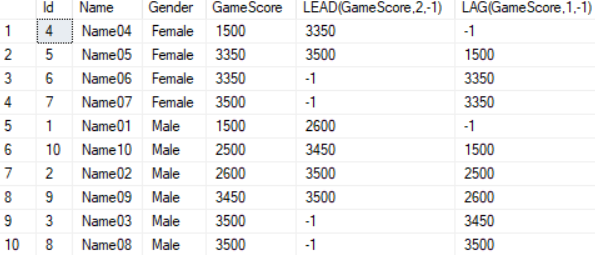 Id Name Gender GameScore LEAD(GameScore,2,-1) LAG(GameScore,1,-1)
1 4 Name04 Female 1500 3350 -1
2 5 Name05 Female 3350 3500 1500
3 6 Name06 Female 3350 -1 3350
4 7 Name07 Female 3500 -1 3350
5 1 Name01 Male 1500 2600 -1
6 10 Name10 Male 2500 3450 1500
7 2 Name02 Male 2600 3500 2500
8 9 Name09 Male 3450 3500 2600
9 3 Name03 Male 3500 -1 3450
10 8 Name08 Male 3500 -1 3500